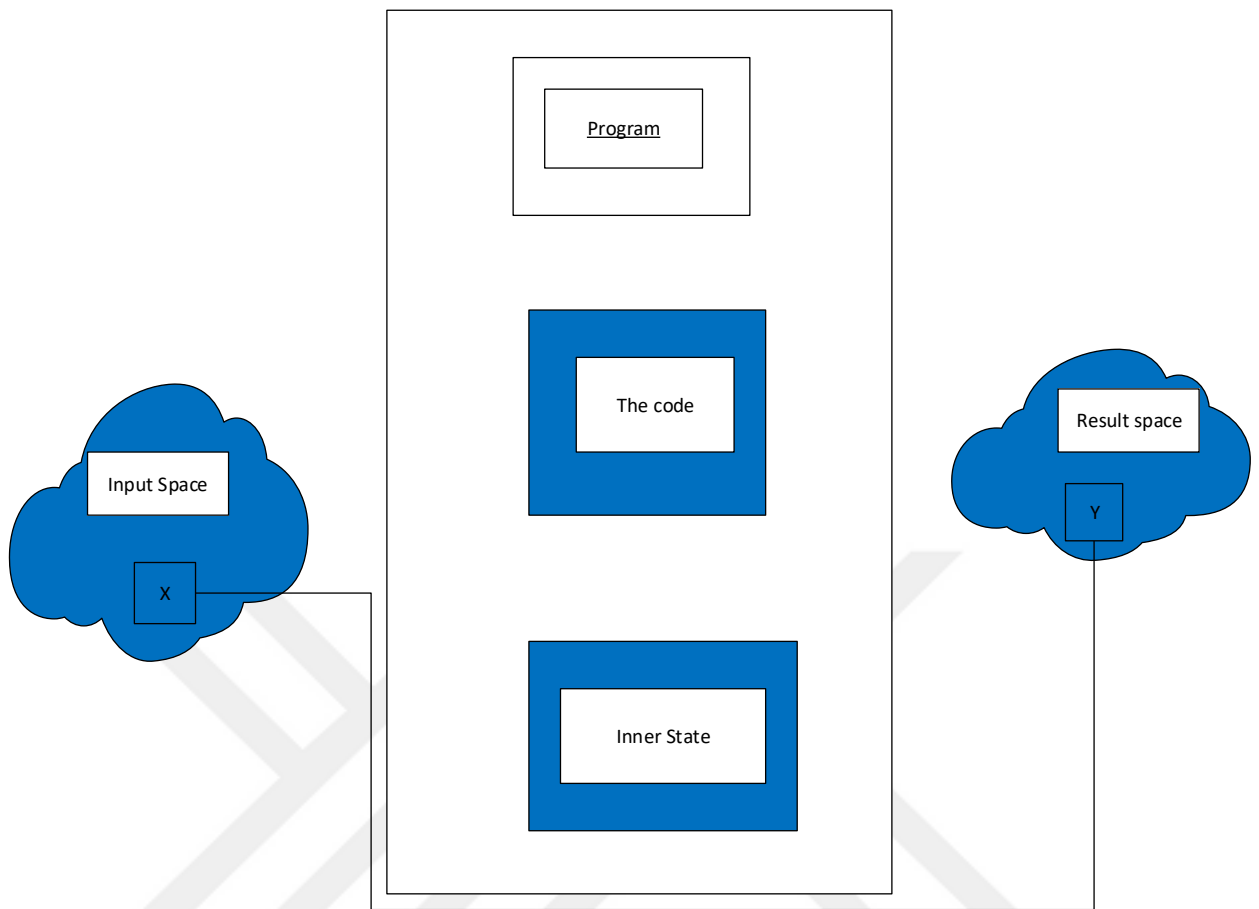 Program
The code
Result space
Input Space
Y
X
Inner State